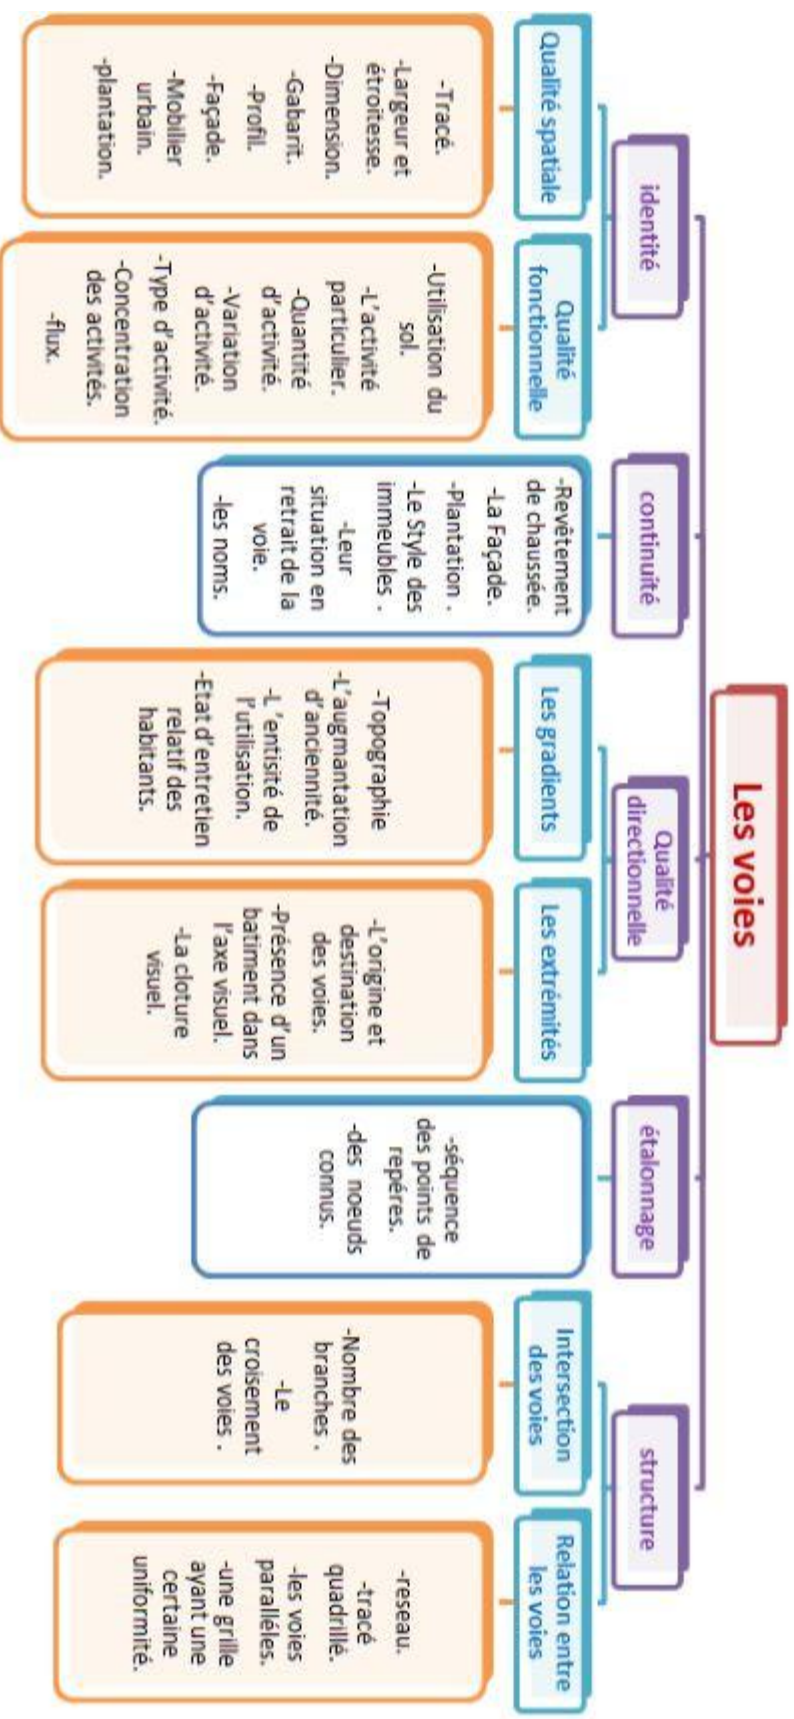 Les voies
identité
Qualité spatiale
-Tracé.
-Largeur et
étroitesse.
-Dimension.
-Gabarit.
-Profil.
-Façade.
-Mobilier
urbain.
-plantation.
Qualité
fonctionnelle
-Utilisation du
sol.
-L'activité
particulier.
-Quantité
d'activité.
-Variation
d'activité.
-Type d'activité.
-Concentration
des activités.
-flux.
continuité
-Revêtement
de chaussée.
-La Façade.
-Plantation .
-Le Style des
immeubles .
-Leur
situation en
retrait de la
voie.
-les noms.
Qualité
directionnelle
Les gradients
-Topographie
-L'augmantation
d'anciennité.
-L 'entisité de
l'utilisation.
-Etat d'entretien
relatif des
habitants.
Les extrémités
-L'origine et
destination
des voies.
-Présence d'un
batiment dans
l'axe visuel.
-La cloture
visuel.
étalonnage
-séquence
des points de
repéres.
-des noeuds
connus.
structure
Intersection
des voies
-Nombre des
branches .
-Le
croisement
des voies .
Relation entre
les voies
-reseau.
-tracé
quadrillé.
-les voies
paralléles.
-une grille
ayant une
certaine
uniformité.